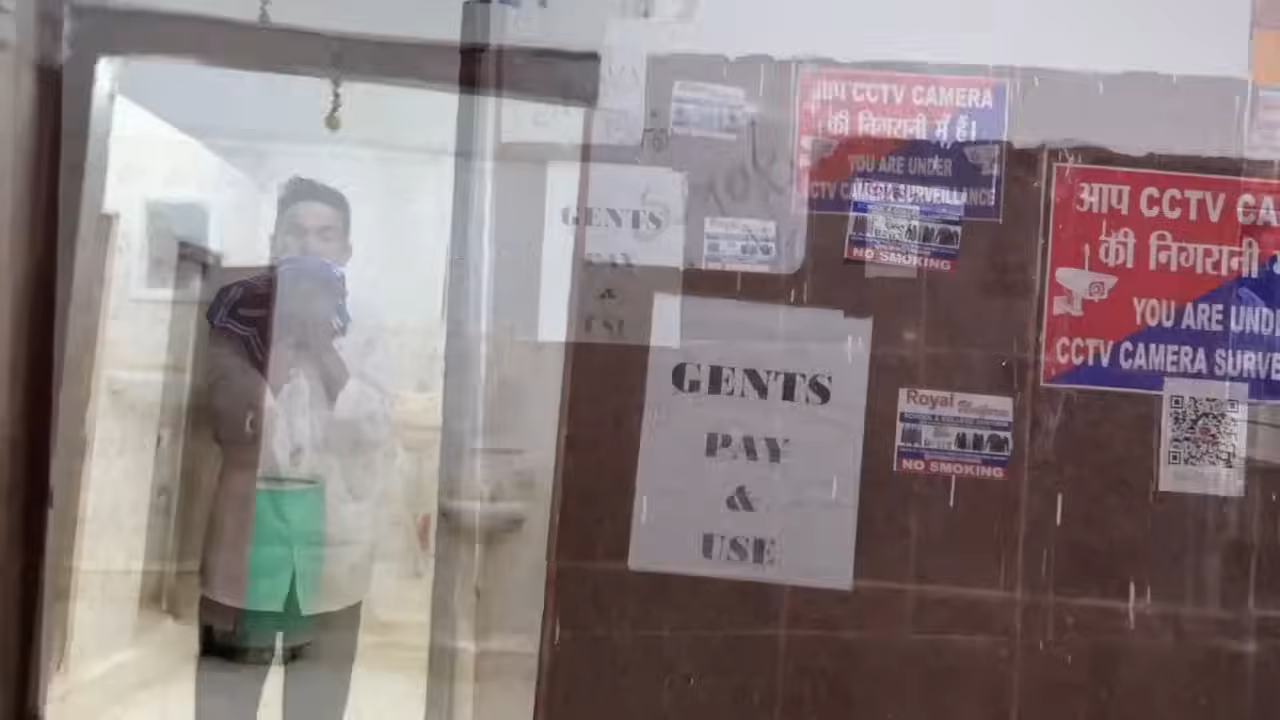 आप CCTV CAMERA
की निगरानी में हैं।
YOU ARE UNDER
CCTV CAMERA SURVEILLANCE
NO SMOKING
GENTS
PAY
&
USE
GENTS
PAY
&
USE
Royal
NO SMOKING
आप CCTV CA
की निगरानी
YOU ARE UND
CCTV CAMERA SURVE